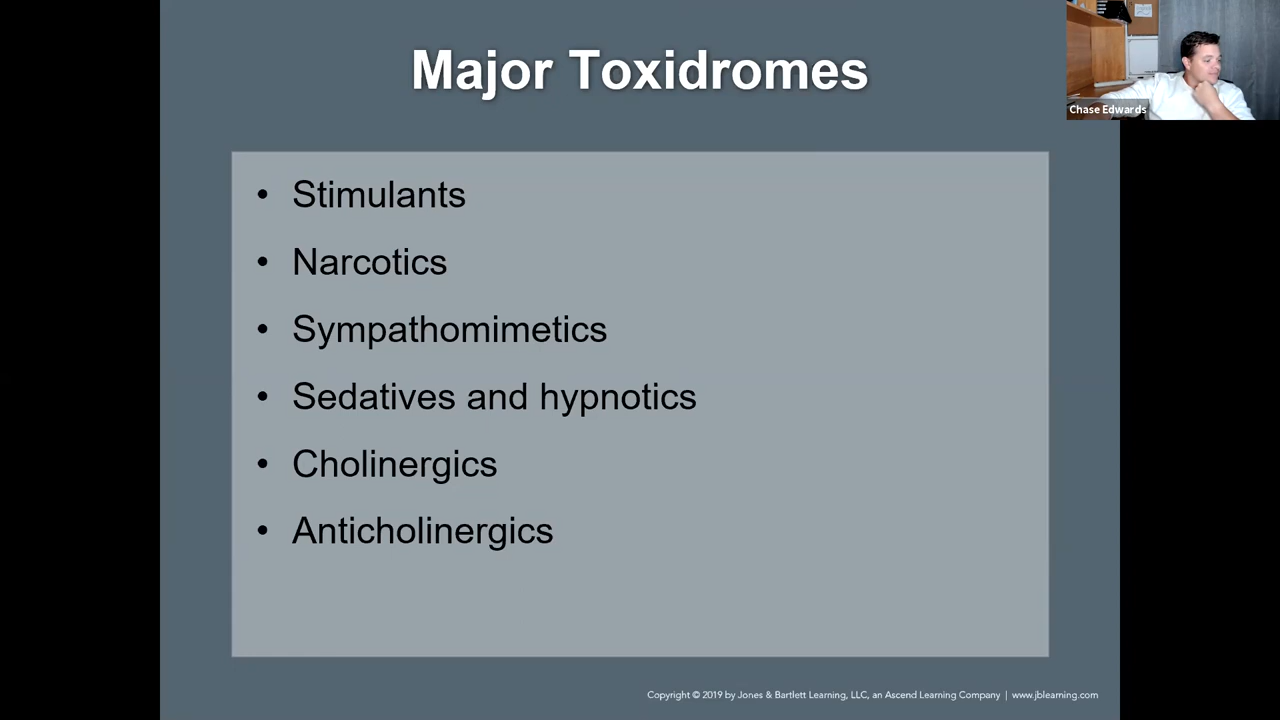 Major Toxidromes
Chase Edwards
• Stimulants
• Narcotics
• Sympathomimetics
• Sedatives and hypnotics
• Cholinergics
• Anticholinergics
Copyright © 2019 by Jones & Bartlett Learning, LLC, an Ascend Learning Company | www.jblearning.com